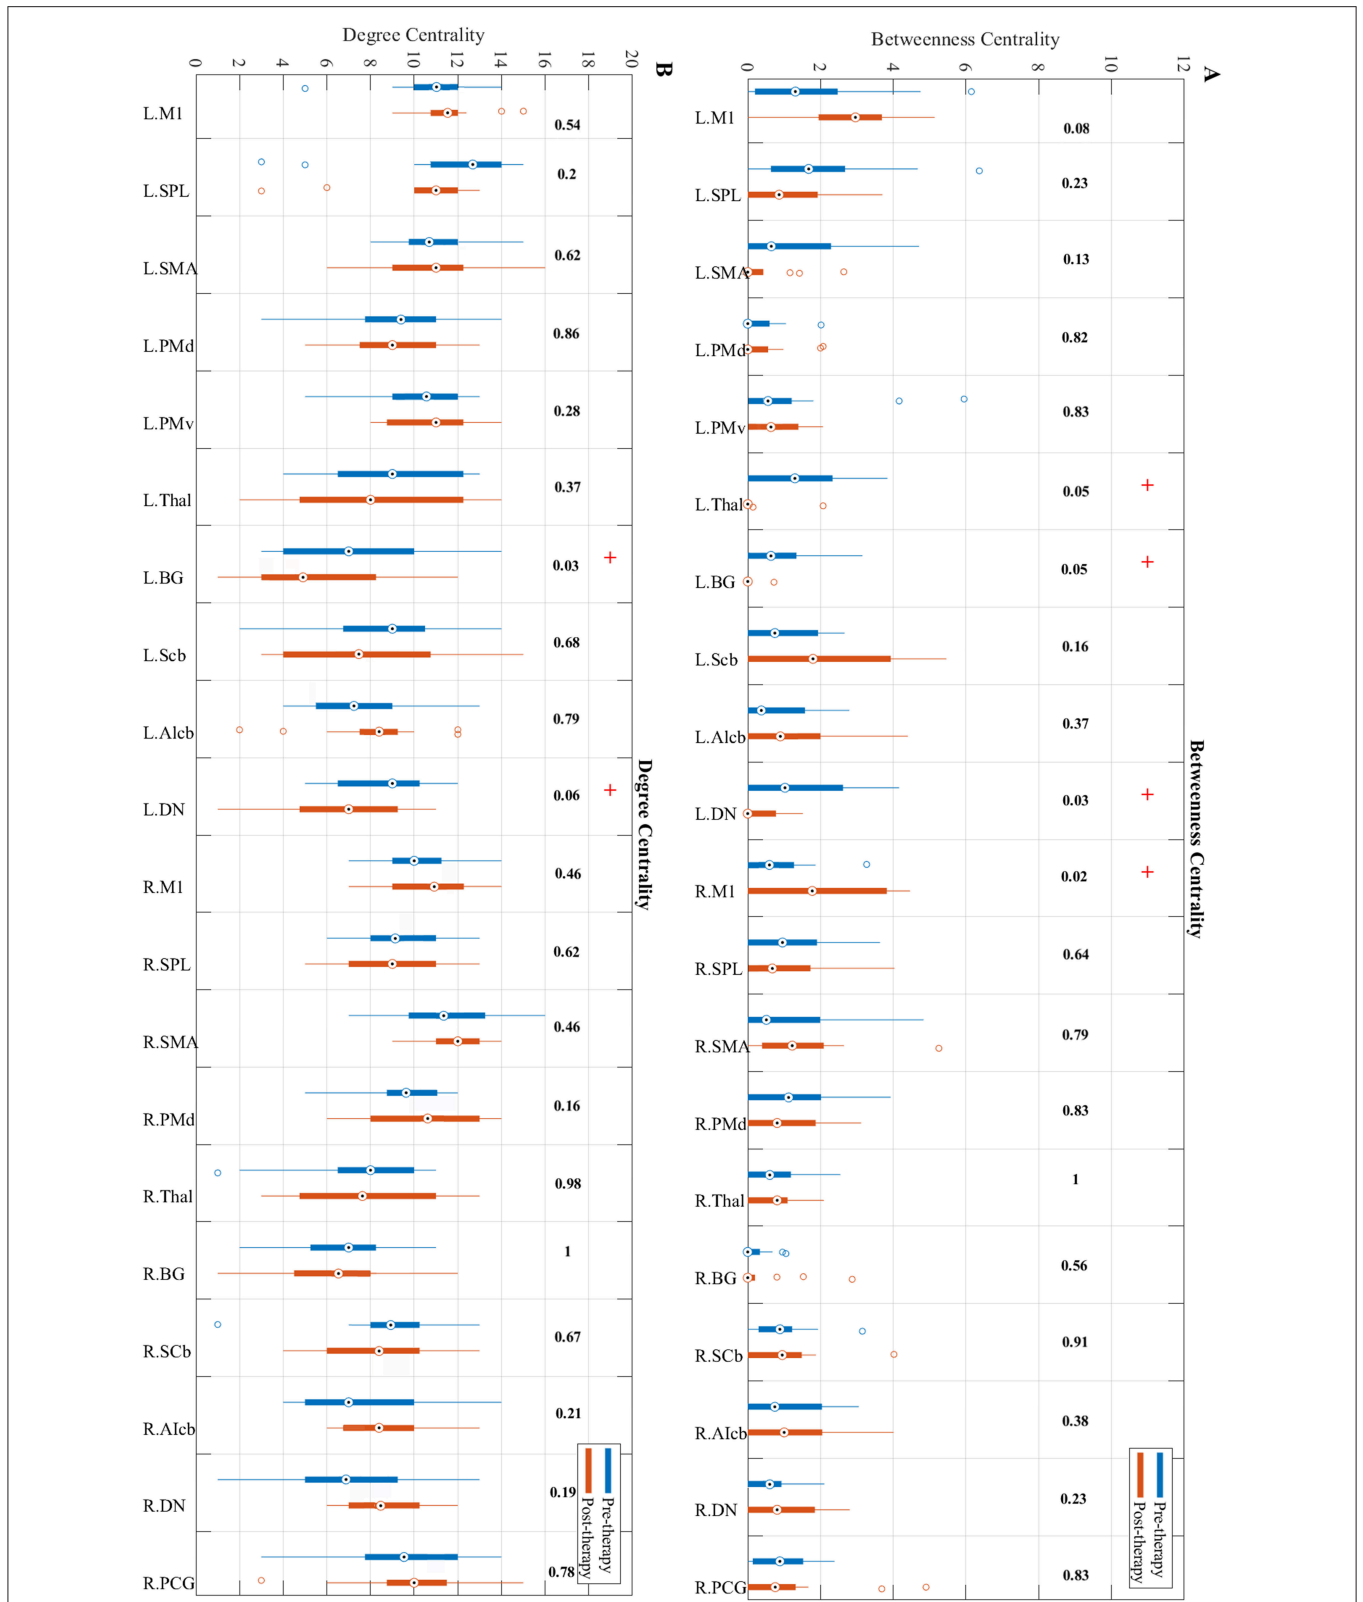 A
Betweenness Centrality
Betweenness Centrality
12
10
8
6
4
2
0
0.08
0.23
0.13
0.82
0.83
0.05 +
0.05 +
0.16
0.37
0.03 +
0.02 +
0.64
0.79
0.83
1
0.56
0.91
0.38
0.23
0.83
Pre-therapy
Post-therapy
L.M1
L.SPL
L.SMA
L.PMd
L.PMv
L.Thal
L.BG
L.Scb
L.Alcb
L.DN
R.M1
R.SPL
R.SMA
R.PMd
R.Thal
R.BG
R.SCb
R.AIcb
R.DN
R.PCG
B
Degree Centrality
Degree Centrality
20
18
16
14
12
10
8
6
4
2
0
0.54
0.2
0.62
0.86
0.28
0.37
0.03 +
0.68
0.79
0.06 +
0.46
0.62
0.46
0.16
0.98
1
0.67
0.21
0.19
0.78
Pre-therapy
Post-therapy
L.M1
L.SPL
L.SMA
L.PMd
L.PMv
L.Thal
L.BG
L.Scb
L.Alcb
L.DN
R.M1
R.SPL
R.SMA
R.PMd
R.Thal
R.BG
R.SCb
R.AIcb
R.DN
R.PCG